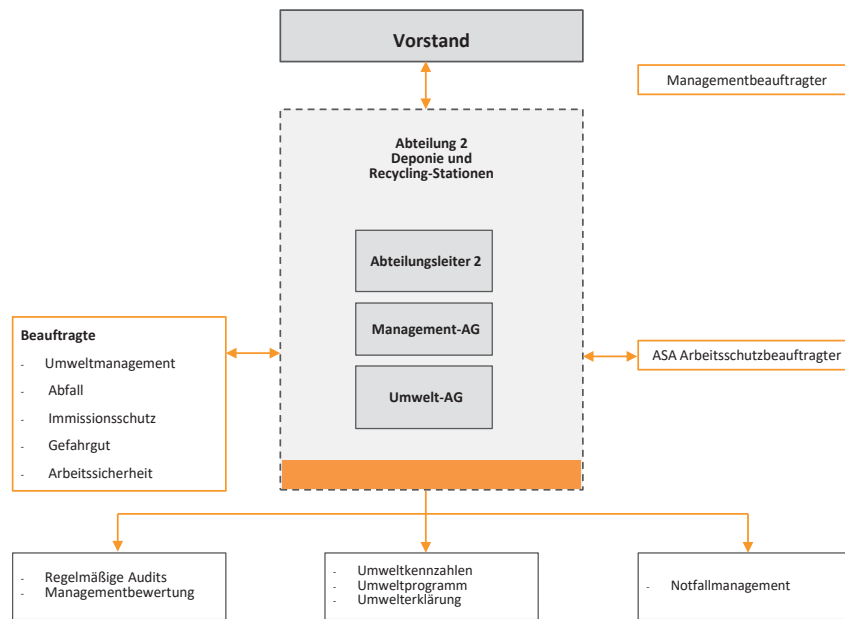 Vorstand
Managementbeauftragter
Abteilung 2
Deponie und
Recycling-Stationen
Abteilungsleiter 2
Management-AG
Umwelt-AG
Beauftragte
- Umweltmanagement
- Abfall
- Immissionsschutz
- Gefahrgut
- Arbeitssicherheit
ASA Arbeitsschutzbeauftragter
- Regelmäßige Audits
- Managementbewertung
- Umweltkennzahlen
- Umweltprogramm
- Umwelterklärung
- Notfallmanagement